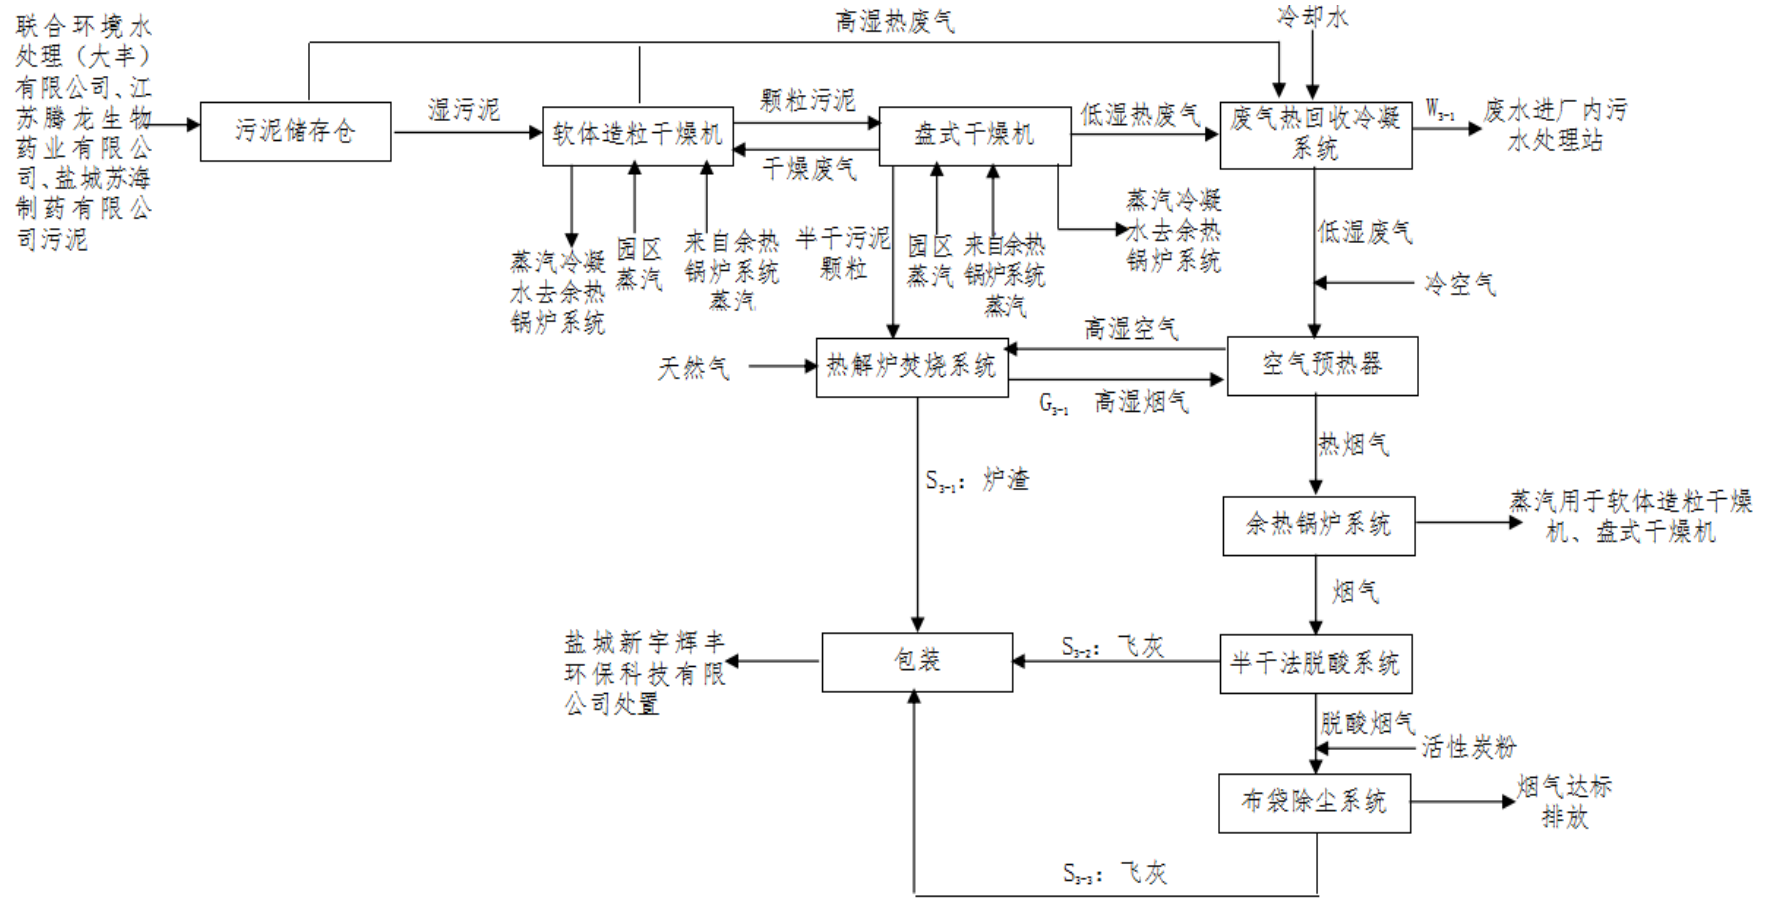 高湿热废气
冷却水
联合环境水
处理（大丰）
有限公司、江
苏腾龙生物
药业有限公
司、盐城苏海
制药有限公
司污泥
污泥储存仓
湿污泥
软体造粒干燥机
颗粒污泥
干燥废气
盘式干燥机
低湿热废气
废气热回收冷凝
系统
W₃₋₁
废水进厂内污
水处理站
蒸汽冷凝
水去余热
锅炉系统
园区
蒸汽
来自余热
锅炉系统
蒸汽
半干污泥
颗粒
园区
蒸汽
来自余热
锅炉系统
蒸汽
蒸汽冷凝
水去余热
锅炉系统
低湿废气
冷空气
天然气
热解炉焚烧系统
高湿空气
G₃₋₁ 高湿烟气
空气预热器
热烟气
S₃₋₁：炉渣
余热锅炉系统
蒸汽用于软体造粒干燥
机、盘式干燥机
烟气
盐城新宇辉丰
环保科技有限
公司处置
包装
S₃₋₂：飞灰
半干法脱酸系统
脱酸烟气
活性炭粉
布袋除尘系统
烟气达标
排放
S₃₋₃：飞灰